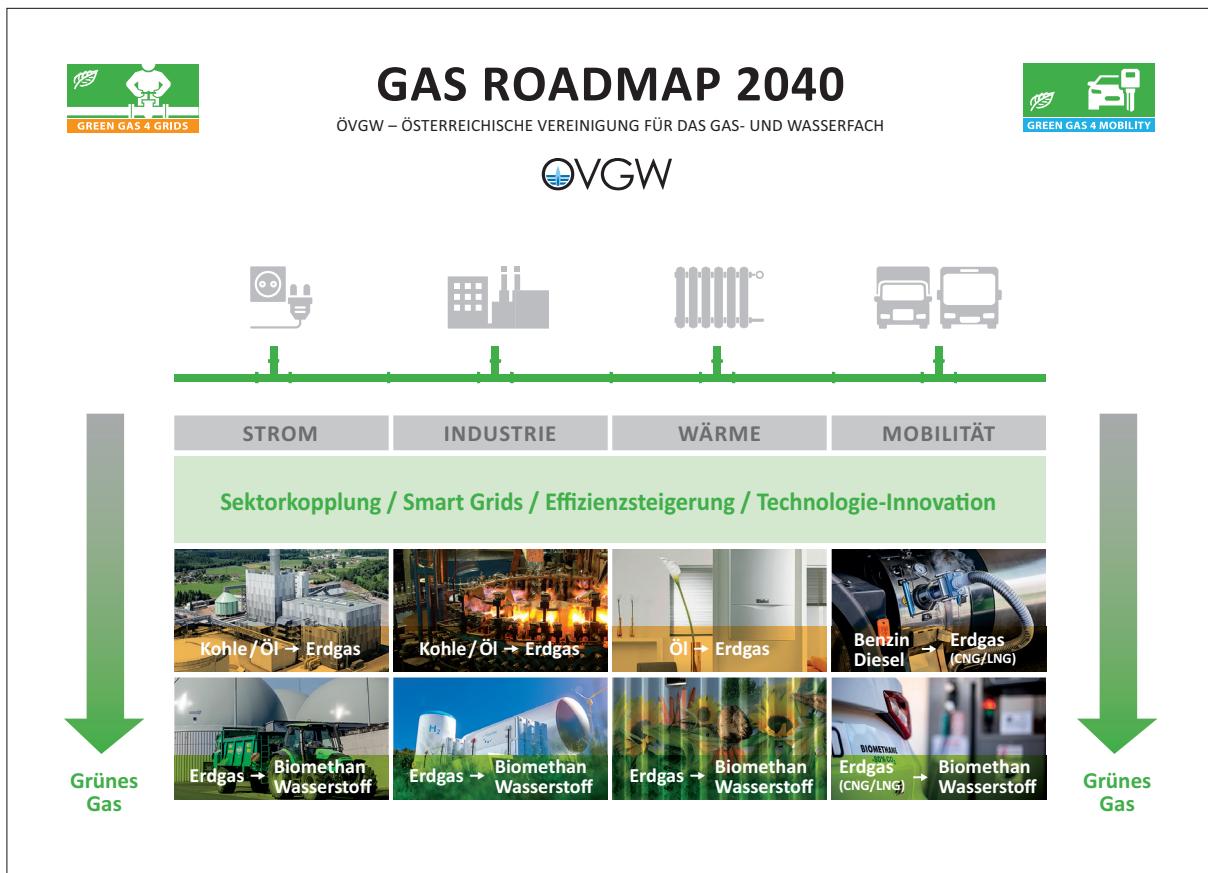 GREEN GAS 4 GRIDS
GAS ROADMAP 2040
ÖVGW – ÖSTERREICHISCHE VEREINIGUNG FÜR DAS GAS- UND WASSERFACH
ÖVGW
GREEN GAS 4 MOBILITY
STROM
INDUSTRIE
WÄRME
MOBILITÄT
Sektorkopplung / Smart Grids / Effizienzsteigerung / Technologie-Innovation
Kohle/Öl → Erdgas
Kohle/Öl → Erdgas
Öl → Erdgas
Benzin
Diesel
→ Erdgas
(CNG/LNG)
Erdgas → Biomethan
Wasserstoff
H2
Erdgas → Biomethan
Wasserstoff
Erdgas → Biomethan
Wasserstoff
BIOMETHANE
Erdgas
(CNG/LNG)
→ Biomethan
Wasserstoff
Grünes
Gas
Grünes
Gas